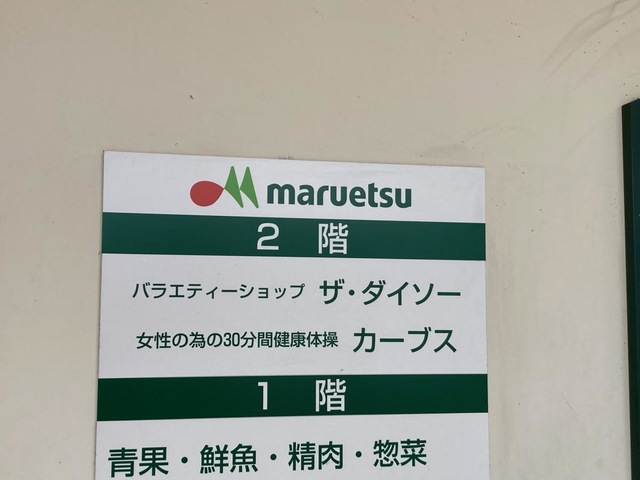 maruetsu
2 階
バラエティーショップ ザ・ダイソー
女性の為の30分間健康体操 カーブス
1 階
青果・鮮魚・精肉・惣菜